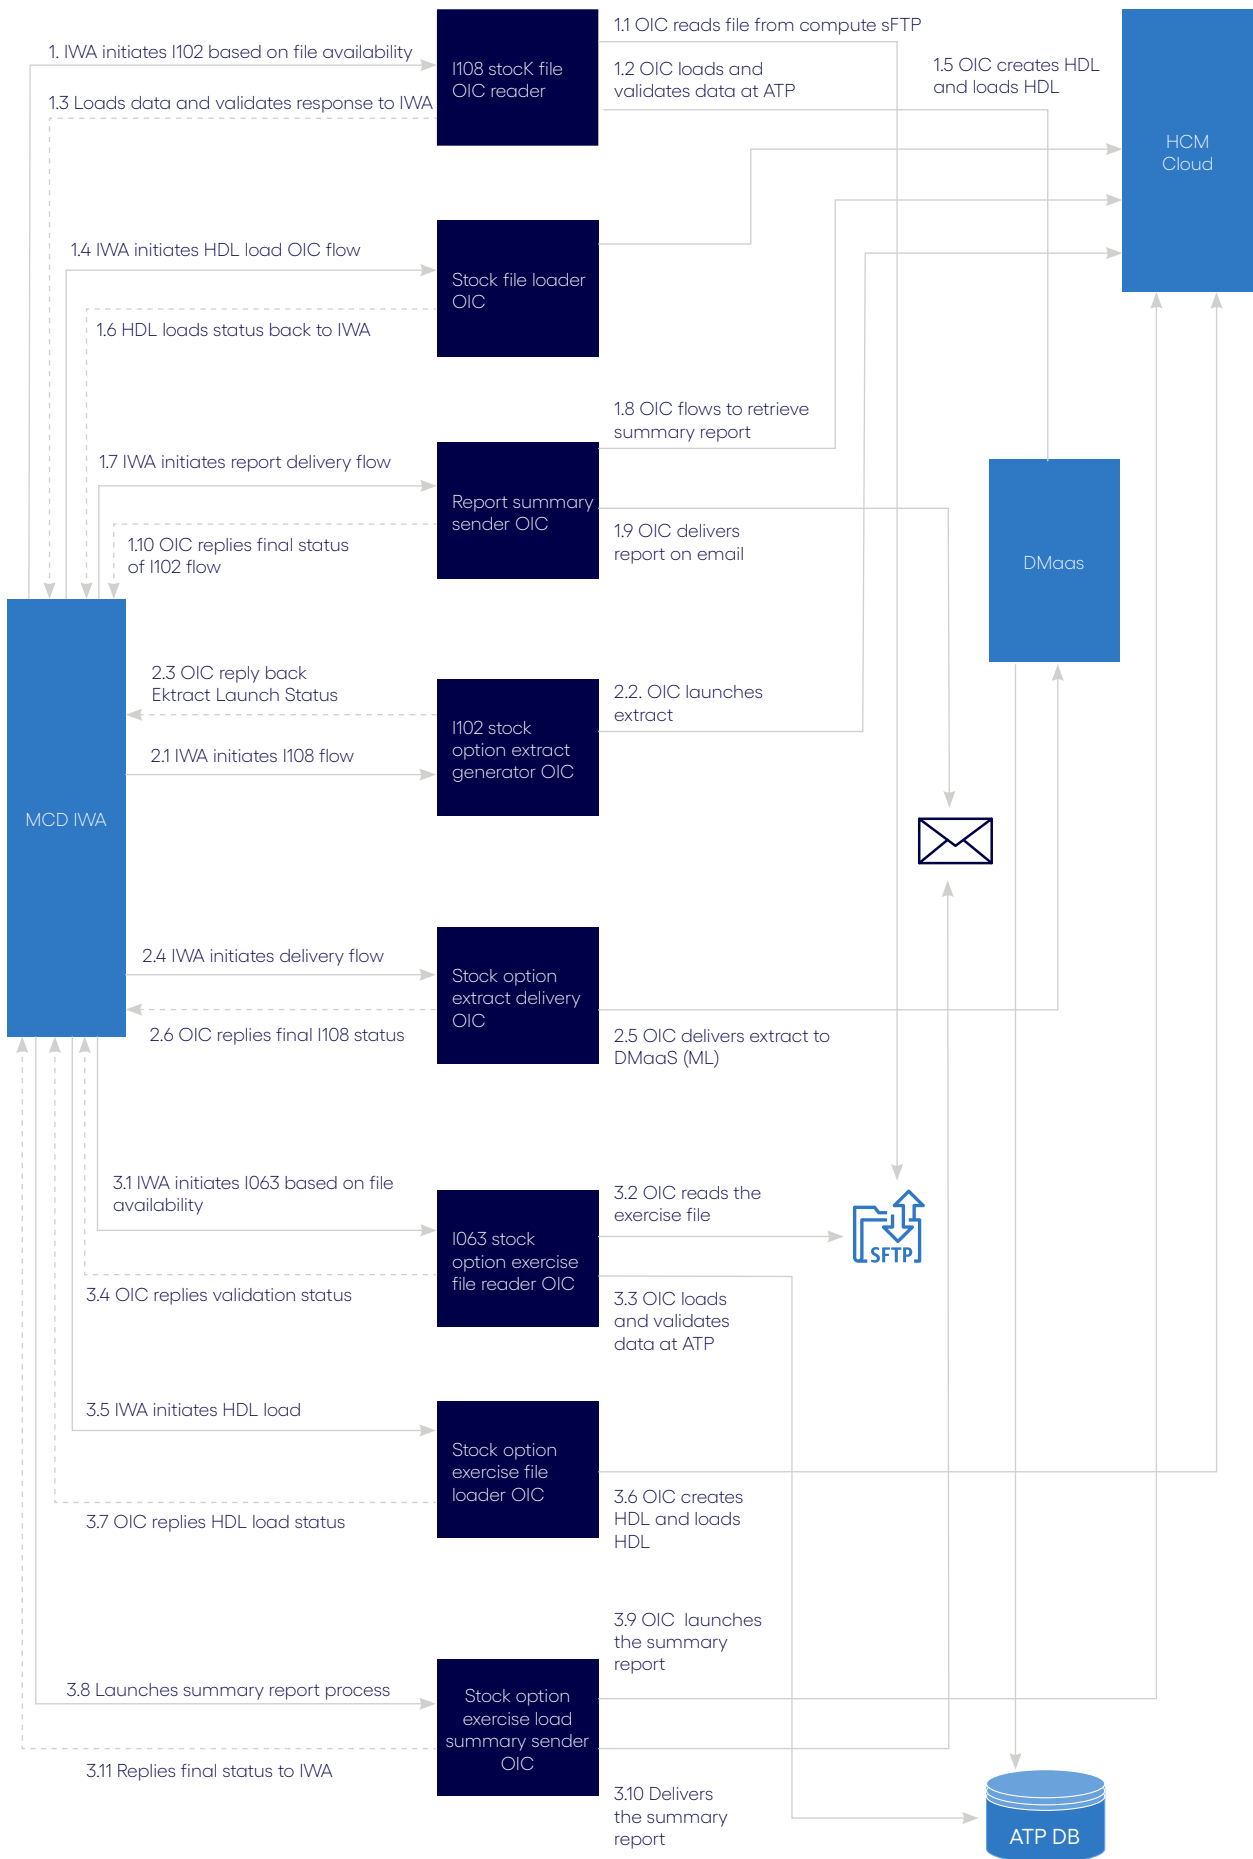 1. IWA initiates I102 based on file availability
1.3 Loads data and validates response to IWA
I108 stocK file
OIC reader
1.1 OIC reads file from compute sFTP
1.2 OIC loads and
validates data at ATP
1.5 OIC creates HDL
and loads HDL
HCM
Cloud
1.4 IWA initiates HDL load OIC flow
1.6 HDL loads status back to IWA
Stock file loader
OIC
1.7 IWA initiates report delivery flow
1.10 OIC replies final status
of I102 flow
Report summary
sender OIC
1.8 OIC flows to retrieve
summary report
1.9 OIC delivers
report on email
DMaas
MCD IWA
2.3 OIC reply back
Ektract Launch Status
2.1 IWA initiates I108 flow
I102 stock
option extract
generator OIC
2.2. OIC launches
extract
2.4 IWA initiates delivery flow
2.6 OIC replies final I108 status
Stock option
extract delivery
OIC
2.5 OIC delivers extract to
DMaaS (ML)
3.1 IWA initiates I063 based on file
availability
3.4 OIC replies validation status
I063 stock
option exercise
file reader OIC
3.2 OIC reads the
exercise file
SFTP
3.3 OIC loads
and validates
data at ATP
3.5 IWA initiates HDL load
3.7 OIC replies HDL load status
Stock option
exercise file
loader OIC
3.6 OIC creates
HDL and loads
HDL
3.8 Launches summary report process
3.11 Replies final status to IWA
Stock option
exercise load
summary sender
OIC
3.9 OIC launches
the summary
report
3.10 Delivers
the summary
report
ATP DB